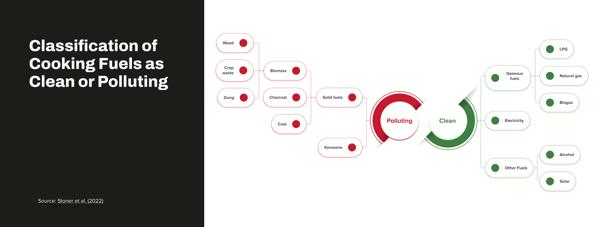 Classification of
Cooking Fuels as
Clean or Polluting
Source: Stoner et al. (2022)
Wood
Crop
waste
Dung
Biomass
Charcoal
Coal
Solid fuels
Kerosene
Polluting
Clean
Gaseous
fuels
Electricity
Other Fuels
LPG
Natural gas
Biogas
Alcohol
Solar